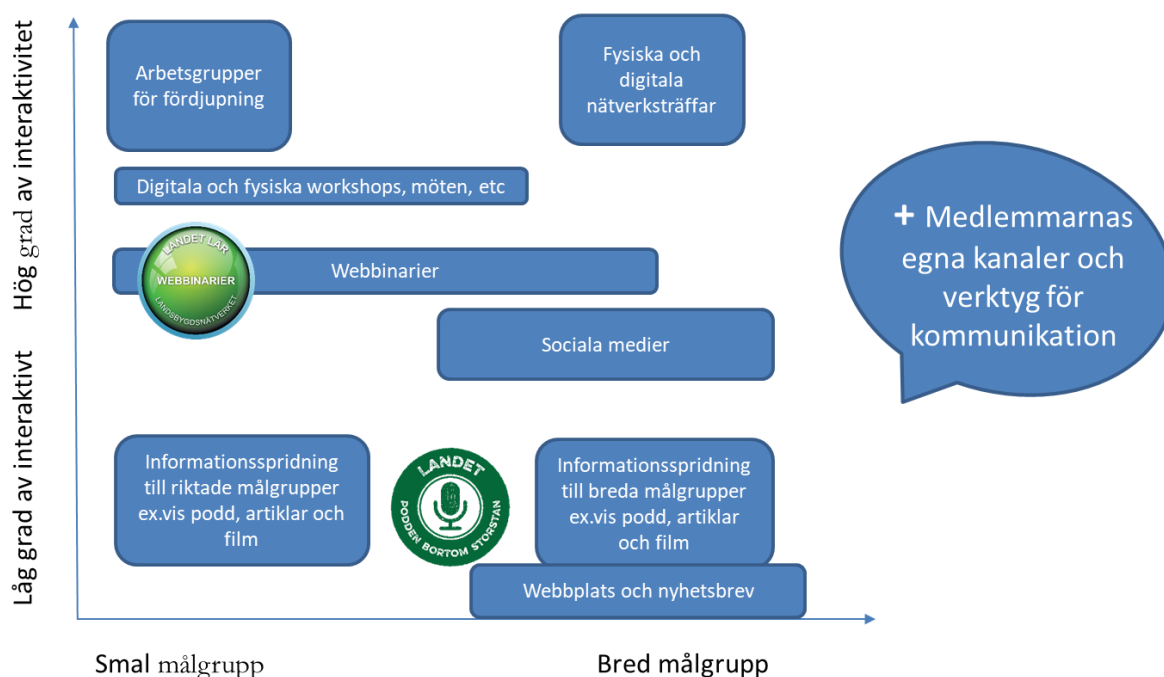 Hög grad av interaktivitet
Låg grad av interaktivt
Arbetsgrupper
för fördjupning
Fysiska och
digitala
nätverksträffar
Digitala och fysiska workshops, möten, etc
LANDET LÄR
WEBBINARIER
LANDSBYGDSNÄTVERKET
Webbinarier
Sociala medier
+ Medlemmarnas
egna kanaler och
verktyg för
kommunikation
Informationsspridning
till riktade målgrupper
ex.vis podd, artiklar och
film
LANDET
PODDEN BORTOM STORSTAN
Informationsspridning
till breda målgrupper
ex.vis podd, artiklar
och film
Webbplats och nyhetsbrev
Smal målgrupp
Bred målgrupp